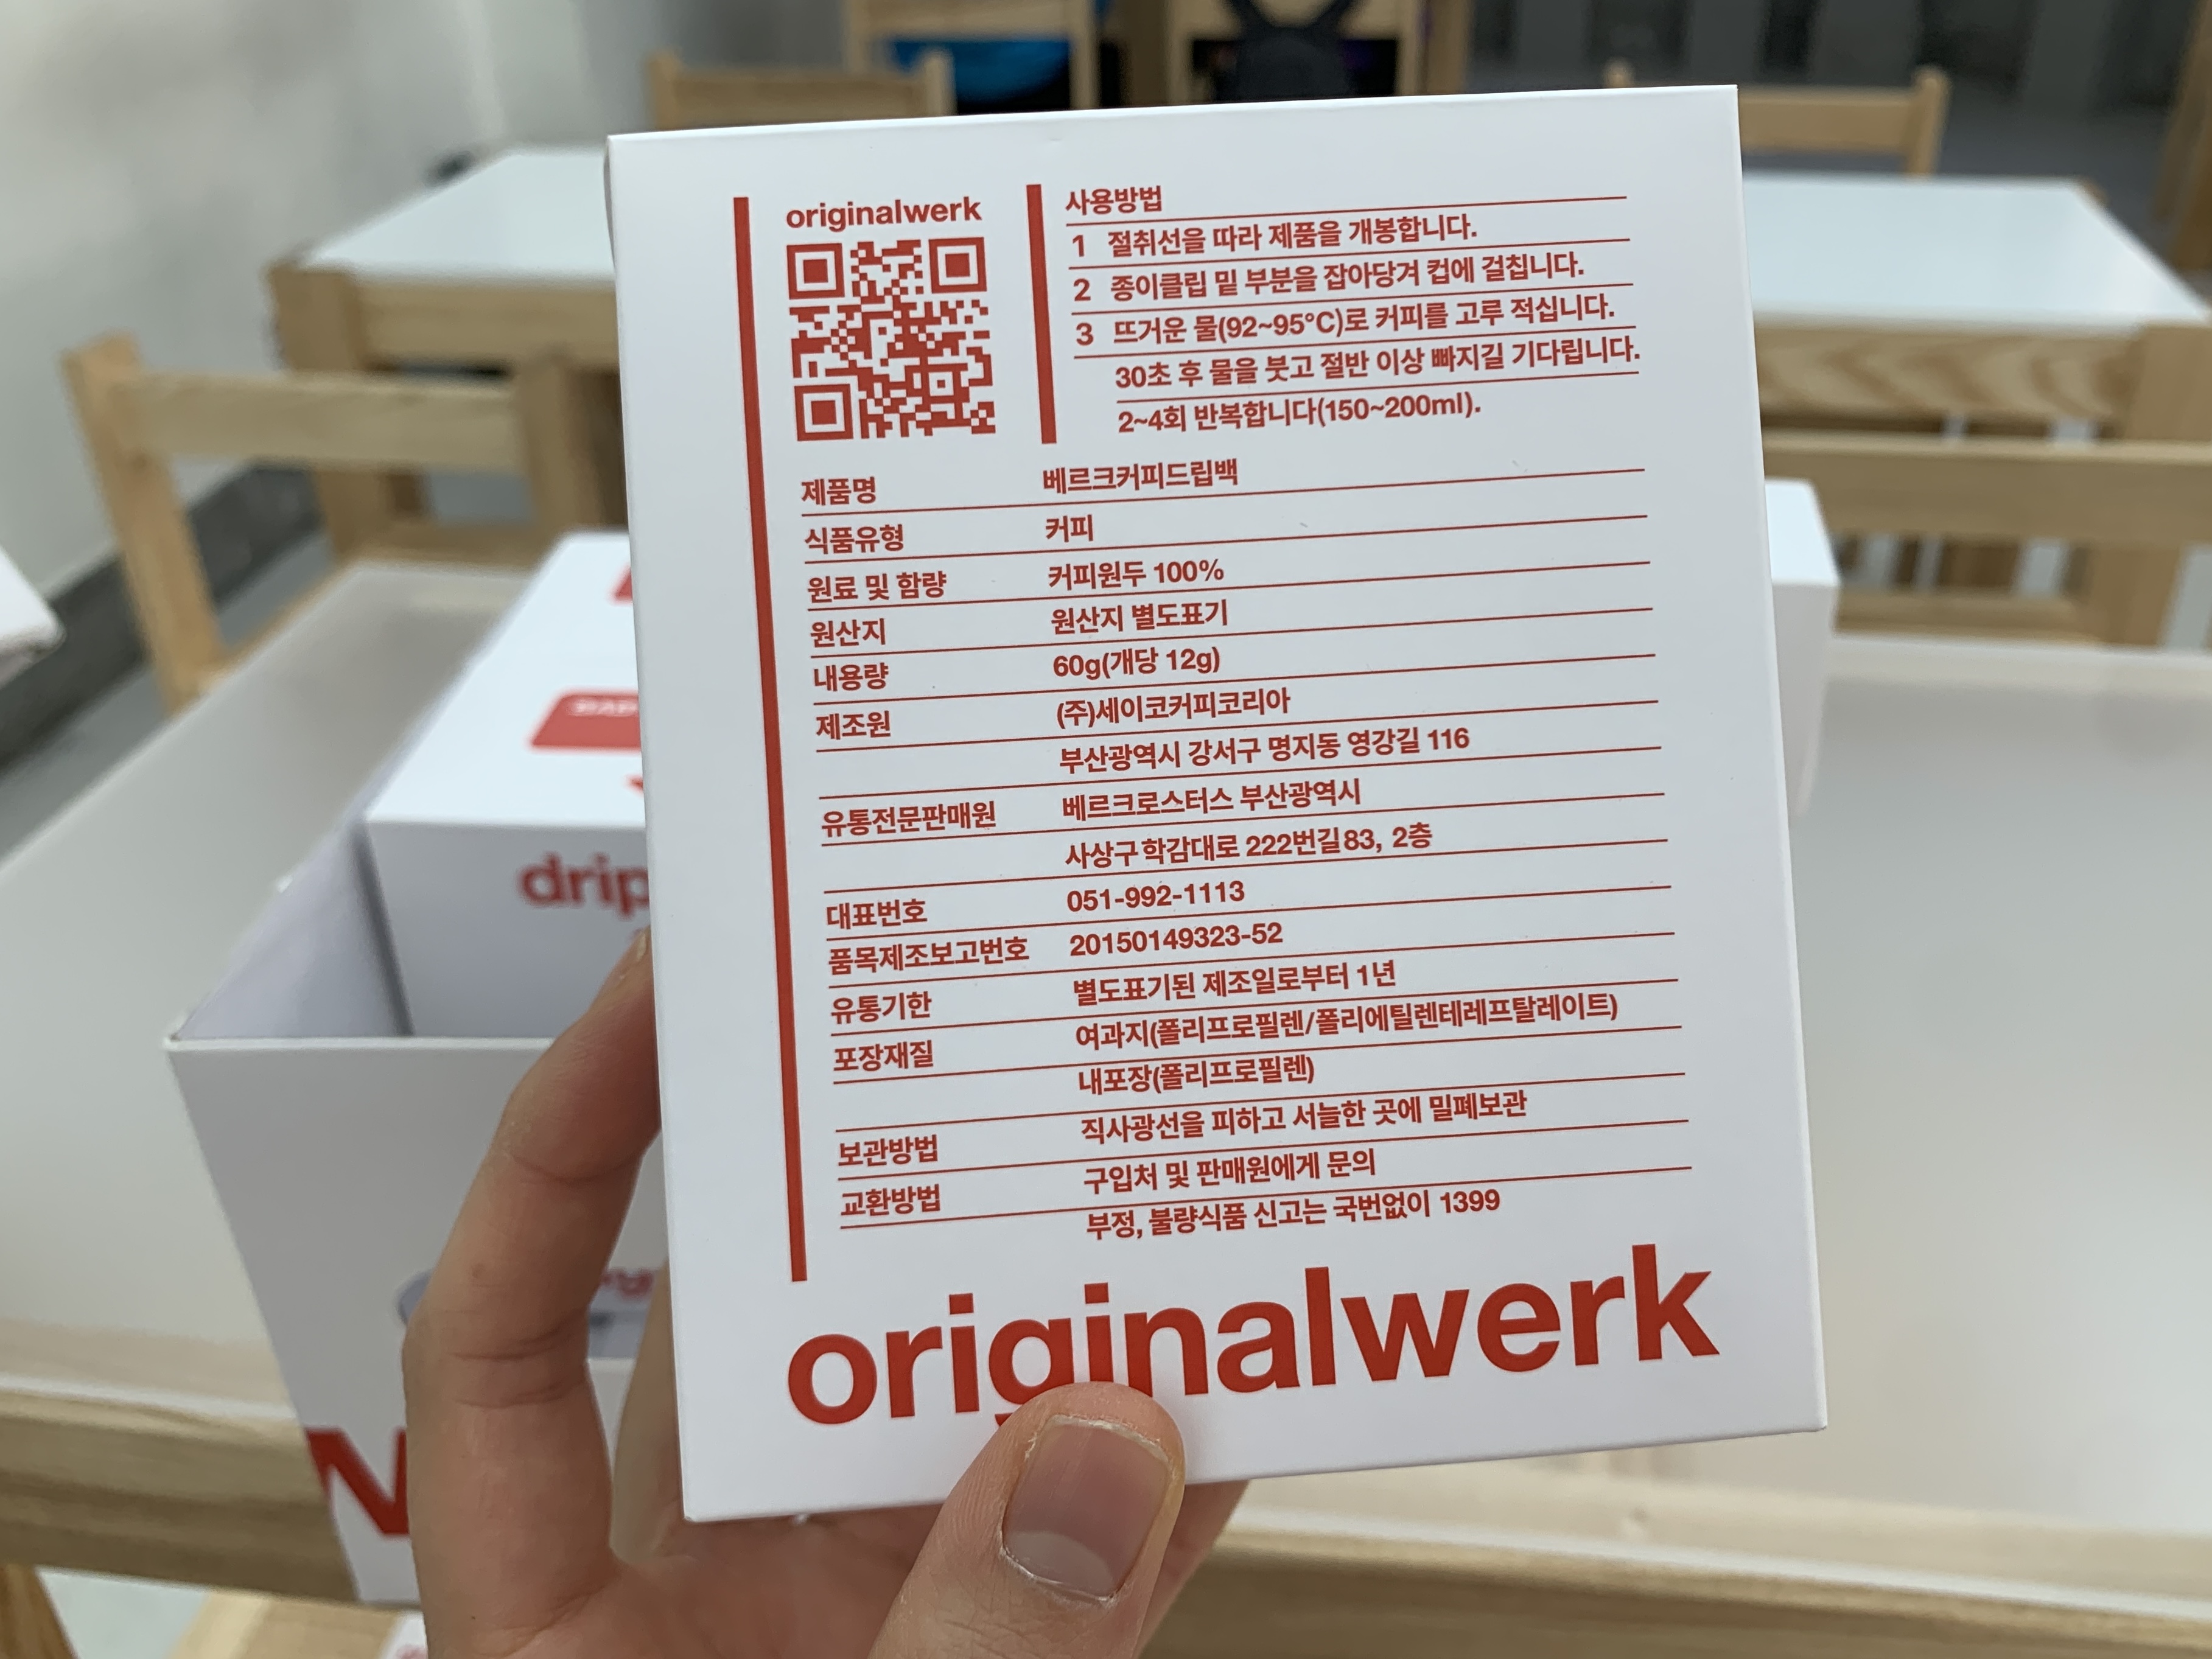 originalwerk
사용방법
1 절취선을 따라 제품을 개봉합니다.
2 종이클립 밑 부분을 잡아당겨 컵에 걸칩니다.
3 뜨거운 물(92~95°C)로 커피를 고루 적십니다.
30초 후 물을 붓고 절반 이상 빠지길 기다립니다.
2~4회 반복합니다(150~200ml).
제품명 베르크커피드립백
식품유형 커피
원료 및 함량 커피원두 100%
원산지 원산지 별도표기
내용량 60g(개당 12g)
제조원 (주)세이코커피코리아
부산광역시 강서구 명지동 영강길 116
유통전문판매원 베르크로스터스 부산광역시
사상구 학감대로 222번길83, 2층
대표번호 051-992-1113
품목제조보고번호 20150149323-52
유통기한 별도표기된 제조일로부터 1년
포장재질 여과지(폴리프로필렌/폴리에틸렌테레프탈레이트)
내포장(폴리프로필렌)
보관방법 직사광선을 피하고 서늘한 곳에 밀폐보관
교환방법 구입처 및 판매원에게 문의
부정, 불량식품 신고는 국번없이 1399
originalwerk
drip